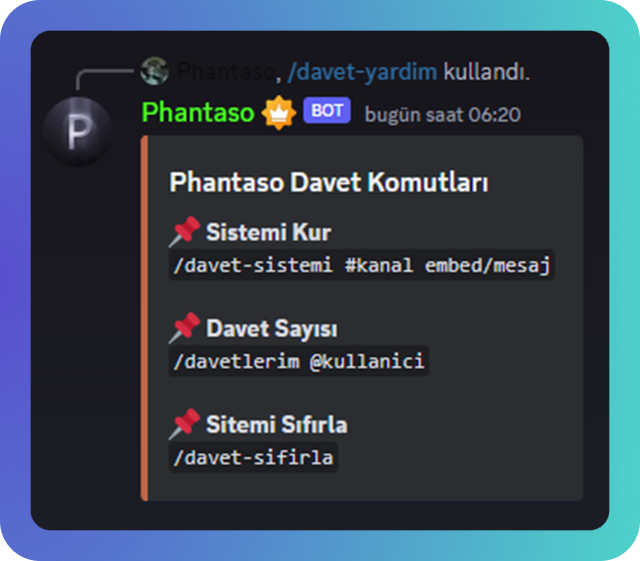 Phantaso, /davet-yardim kullandı.
P
Phantaso BOT bugün saat 06:20
Phantaso Davet Komutları
Sistemi Kur
/davet-sistemi #kanal embed/mesaj
Davet Sayısı
/davetlerim @kullanici
Sitemi Sıfırla
/davet-sifirla